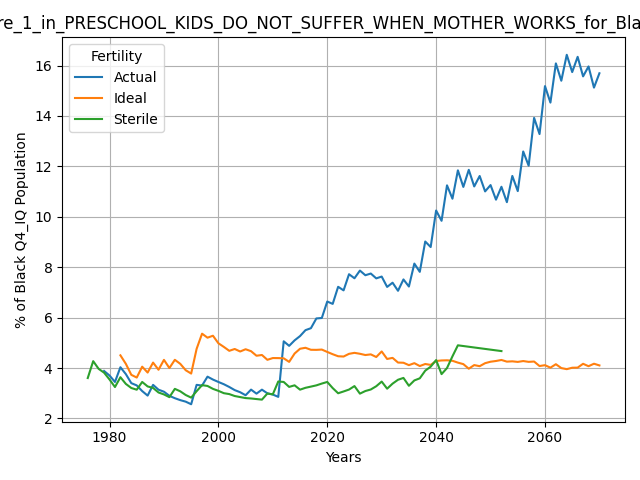 re_1_in_PRESCHOOL_KIDS_DO_NOT_SUFFER_WHEN_MOTHER_WORKS_for_Bla
Fertility
Actual
Ideal
Sterile
% of Black Q4_IQ Population
16
14
12
10
8
6
4
2
1980
2000
2020
2040
2060
Years